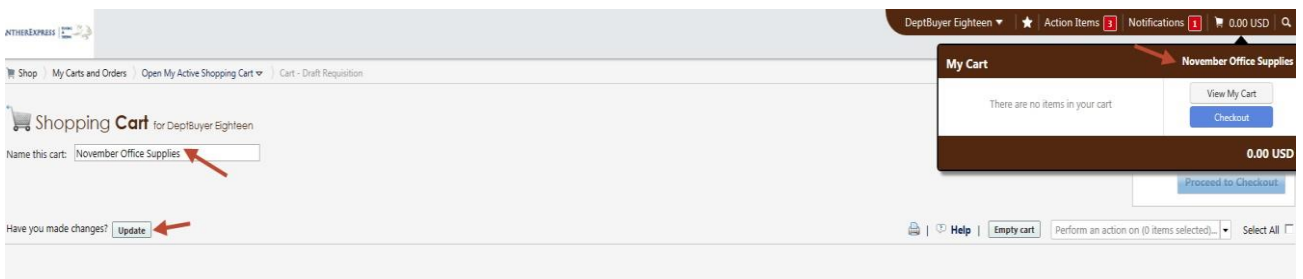 DeptBuyer Eighteen Action Items 3 Notifications 1 0.00 USD
NTHEREXPRESS
My Cart November Office Supplies
Shop My Carts and Orders Open My Active Shopping Cart Cart - Draft Requisition
There are no items in your cart
View My Cart
Checkout
Shopping Cart for DeptBuyer Eighteen
Name this cart: November Office Supplies
0.00 USD
Proceed to Checkout
Have you made changes? Update Help Empty cart Perform an action on (0 items selected)... Select All